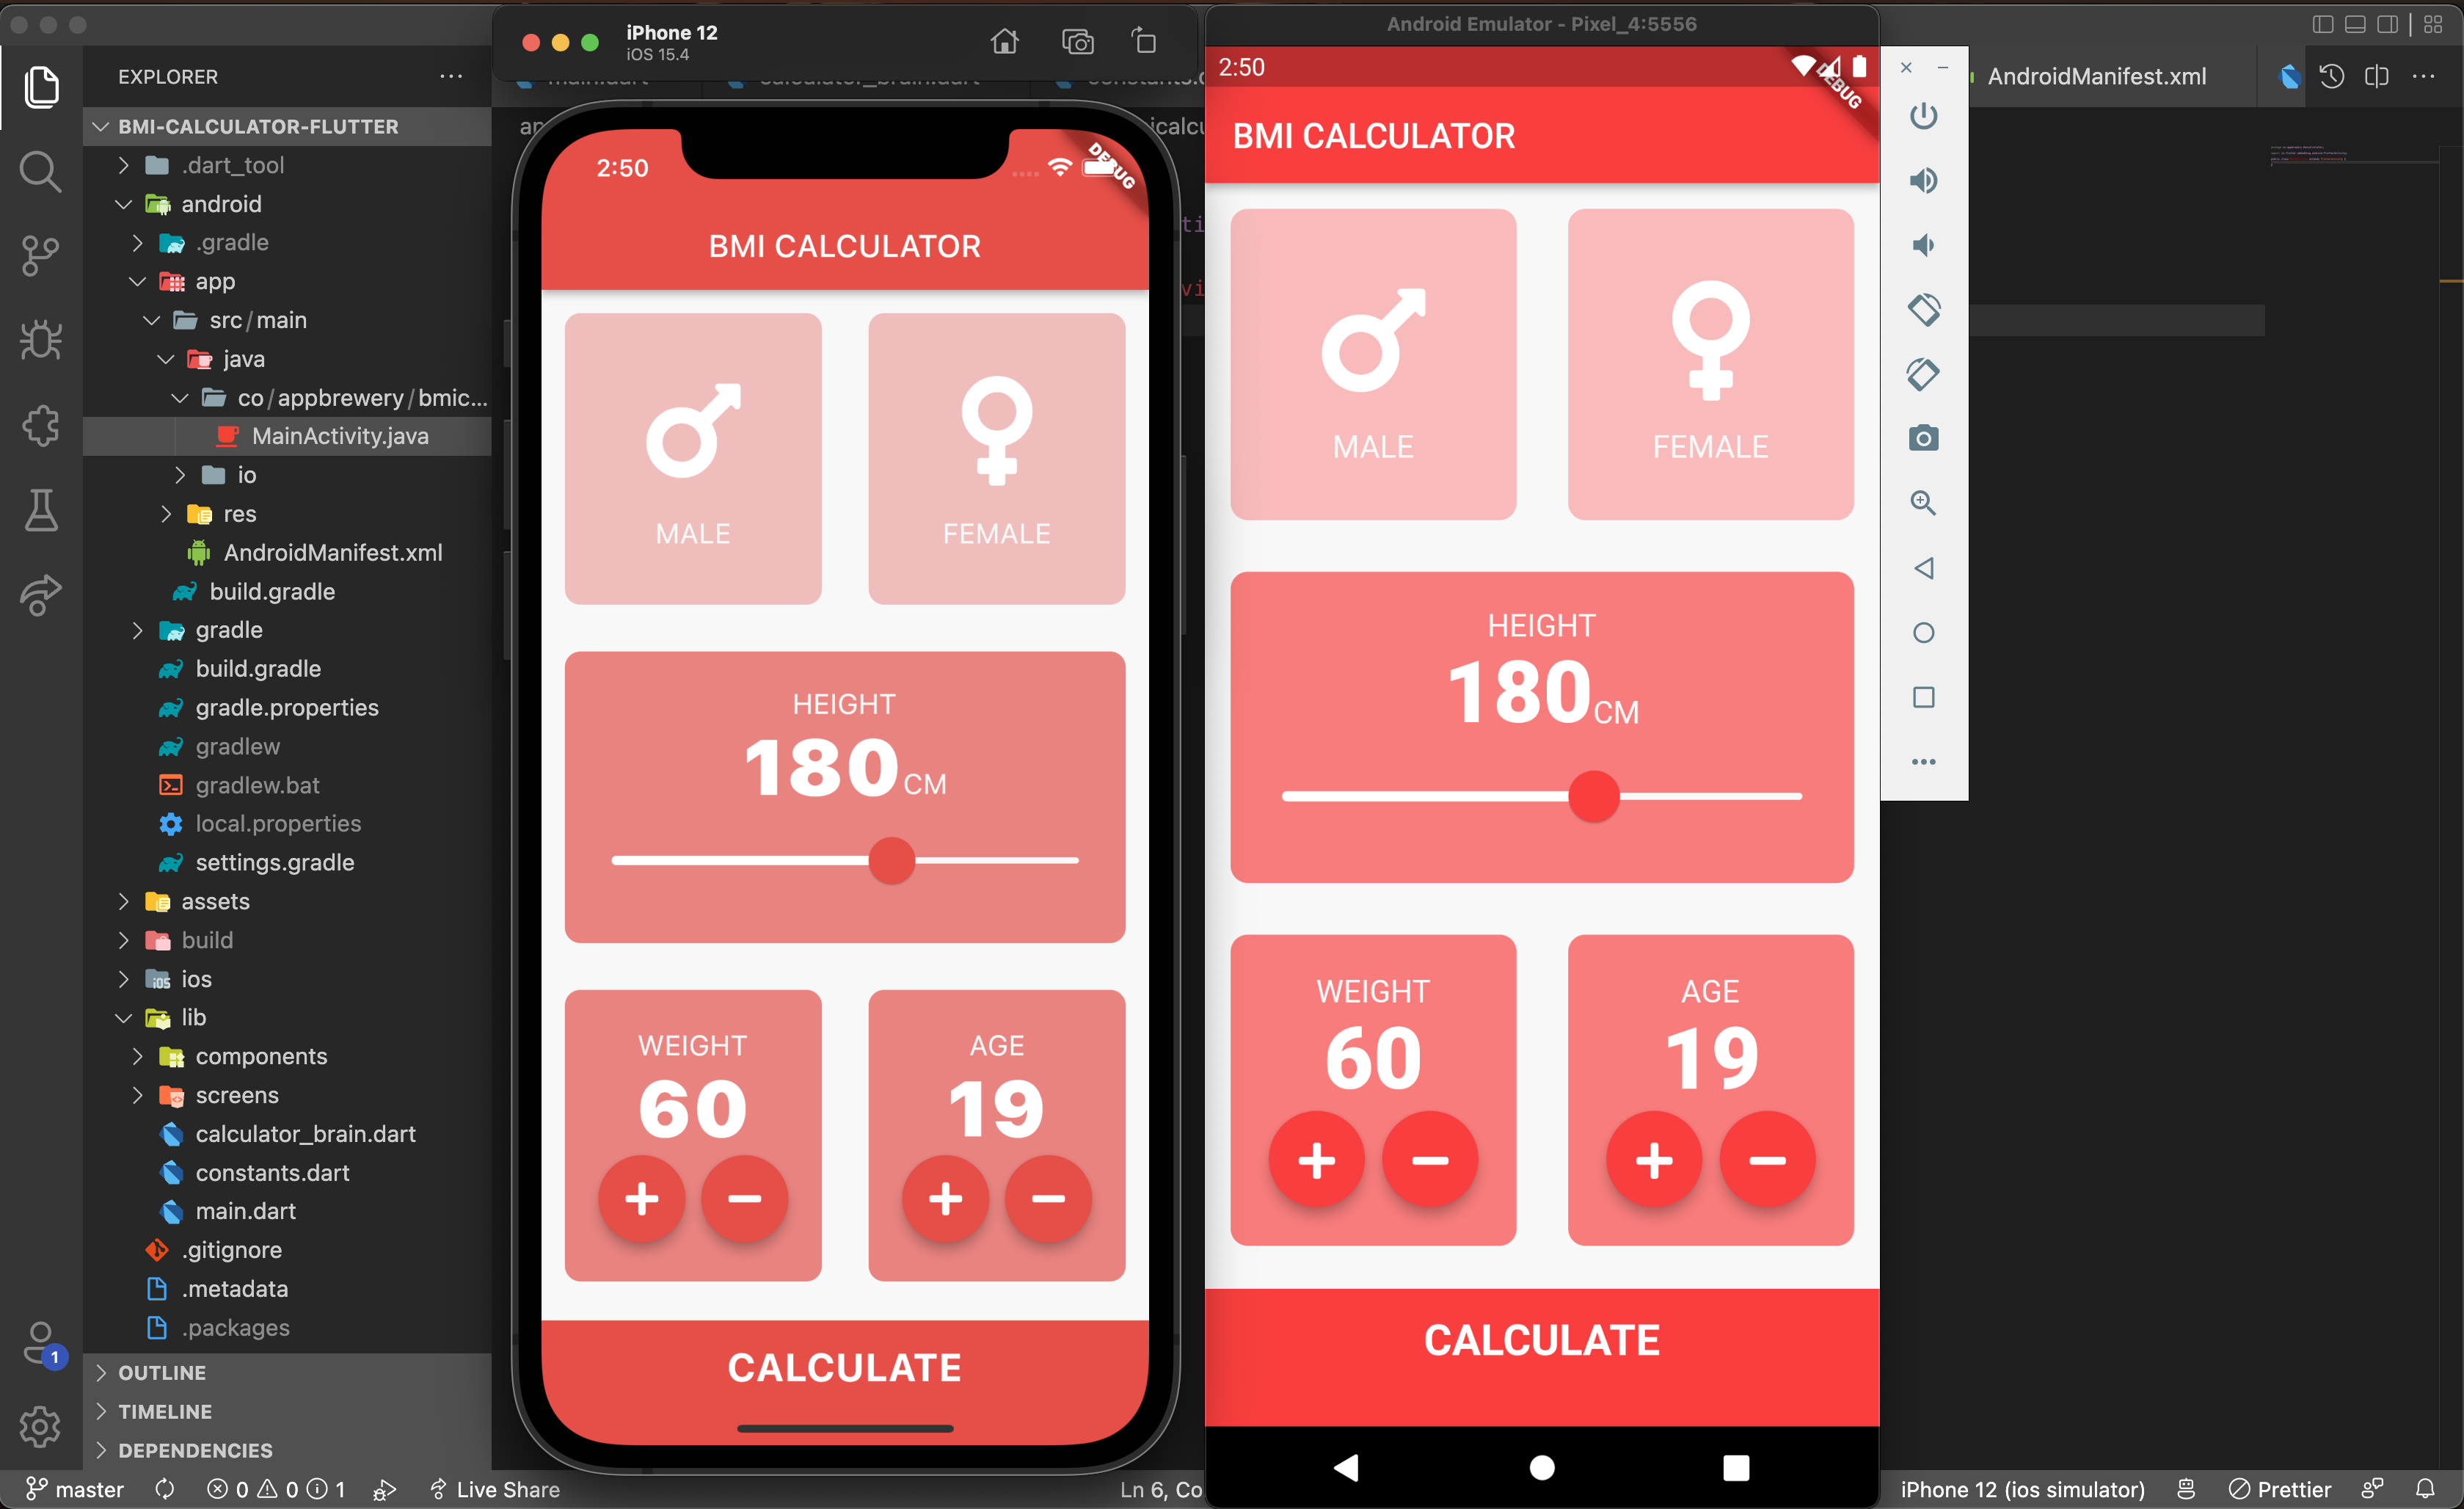 EXPLORER
BMI-CALCULATOR-FLUTTER
.dart_tool
android
.gradle
app
src/main
java
co/appbrewery/bmic...
MainActivity.java
io
res
AndroidManifest.xml
build.gradle
gradle
build.gradle
gradle.properties
gradlew
gradlew.bat
local.properties
settings.gradle
assets
build
ios
lib
components
screens
calculator_brain.dart
constants.dart
main.dart
.gitignore
.metadata
.packages
OUTLINE
TIMELINE
DEPENDENCIES
1
master
0 0 1
Live Share
Ln 6, Co
iPhone 12 (ios simulator)
Prettier
iPhone 12
iOS 15.4
2:50
DEBUG
BMI CALCULATOR
MALE
FEMALE
HEIGHT
180 CM
WEIGHT
60
AGE
19
CALCULATE
Android Emulator - Pixel_4:5556
2:50
DEBUG
BMI CALCULATOR
MALE
FEMALE
HEIGHT
180 CM
WEIGHT
60
AGE
19
CALCULATE
AndroidManifest.xml